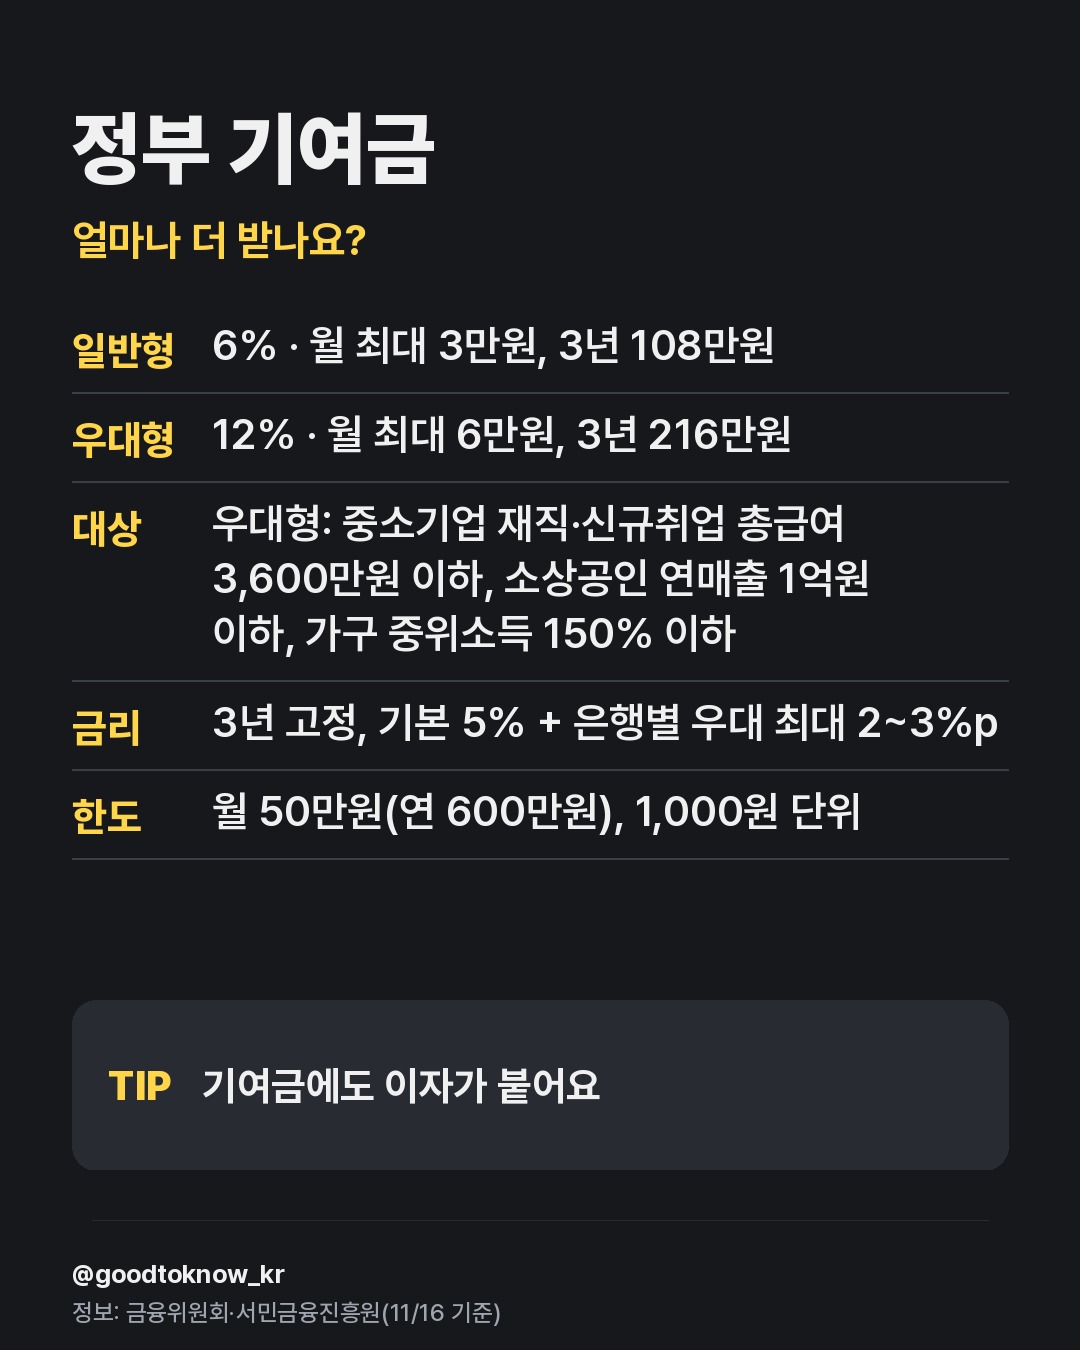 정부 기여금
얼마나 더 받나요?
일반형 6% · 월 최대 3만원, 3년 108만원
우대형 12% · 월 최대 6만원, 3년 216만원
대상 우대형: 중소기업 재직·신규취업 총급여
3,600만원 이하, 소상공인 연매출 1억원
이하, 가구 중위소득 150% 이하
금리 3년 고정, 기본 5% + 은행별 우대 최대 2~3%p
한도 월 50만원(연 600만원), 1,000원 단위
TIP 기여금에도 이자가 붙어요
@goodtoknow_kr
정보: 금융위원회·서민금융진흥원(11/16 기준)